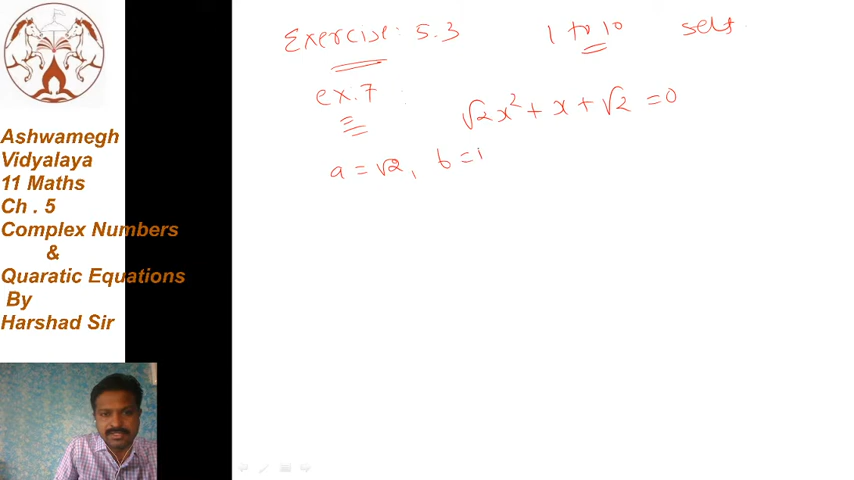 Exercise: 5.3 1 to 10 self.
ex.7 : √2x² + x + √2 = 0
a = √2, b = 1
Ashwamegh
Vidyalaya
11 Maths
Ch . 5
Complex Numbers
&
Quaratic Equations
By
Harshad Sir